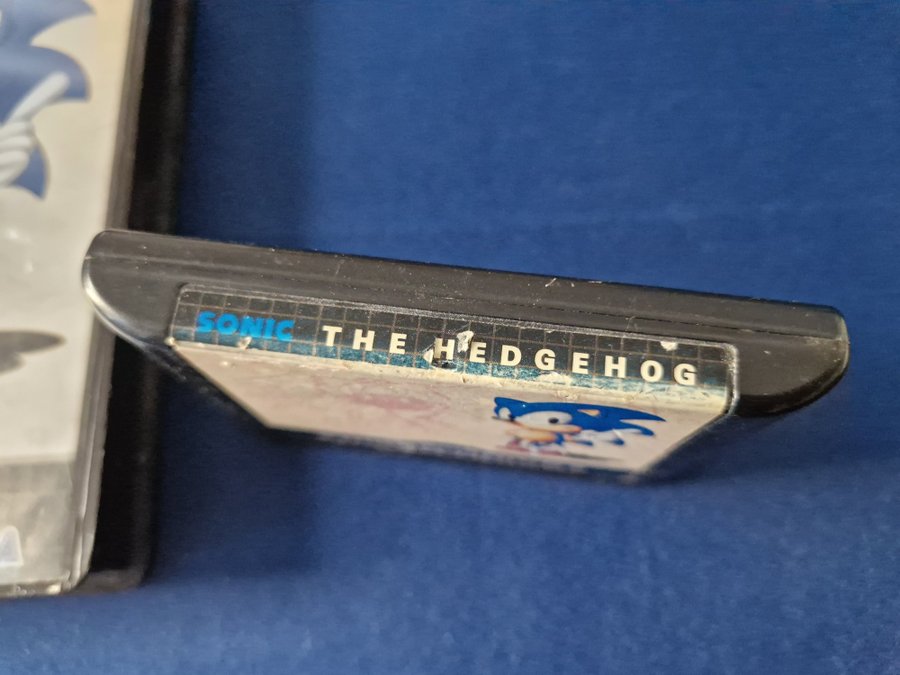 SONIC THE HEDGEHOG